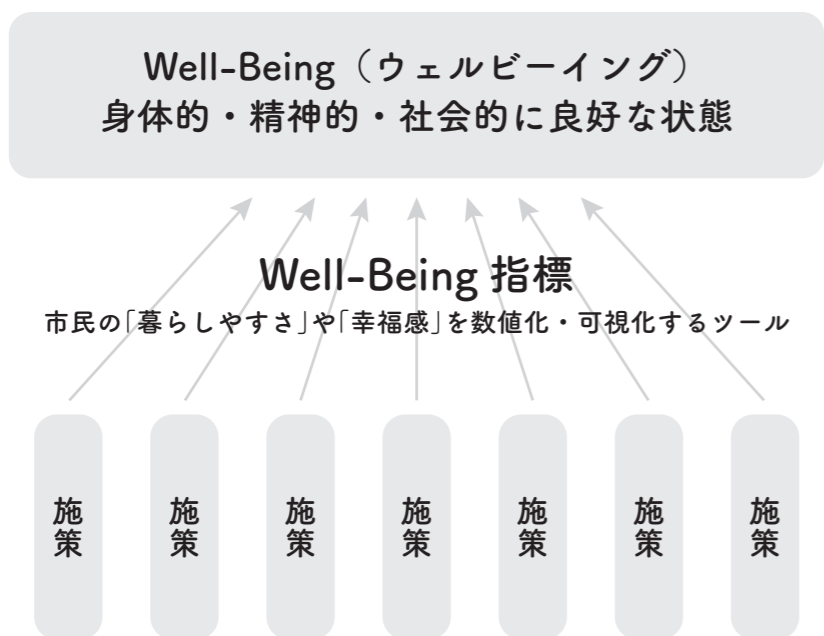 Well-Being（ウェルビーイング）
身体的・精神的・社会的に良好な状態
Well-Being 指標
市民の「暮らしやすさ」や「幸福感」を数値化・可視化するツール
施策
施策
施策
施策
施策
施策
施策